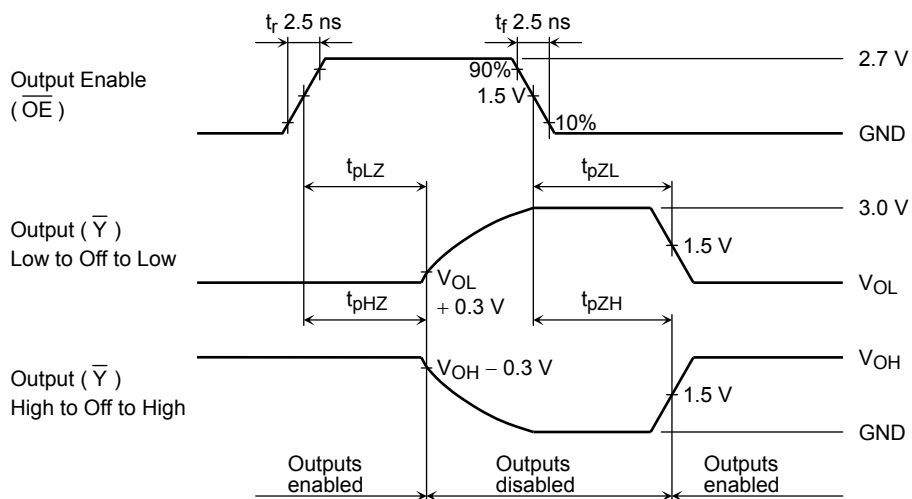 tr 2.5 ns
tf 2.5 ns
Output Enable
( O̅E̅ )
90%
1.5 V
10%
2.7 V
GND
tpLZ
tpZL
Output ( Y̅ )
Low to Off to Low
3.0 V
1.5 V
VOL
VOL
+ 0.3 V
tpHZ
tpZH
Output ( Y̅ )
High to Off to High
VOH − 0.3 V
VOH
1.5 V
GND
Outputs
enabled
Outputs
disabled
Outputs
enabled